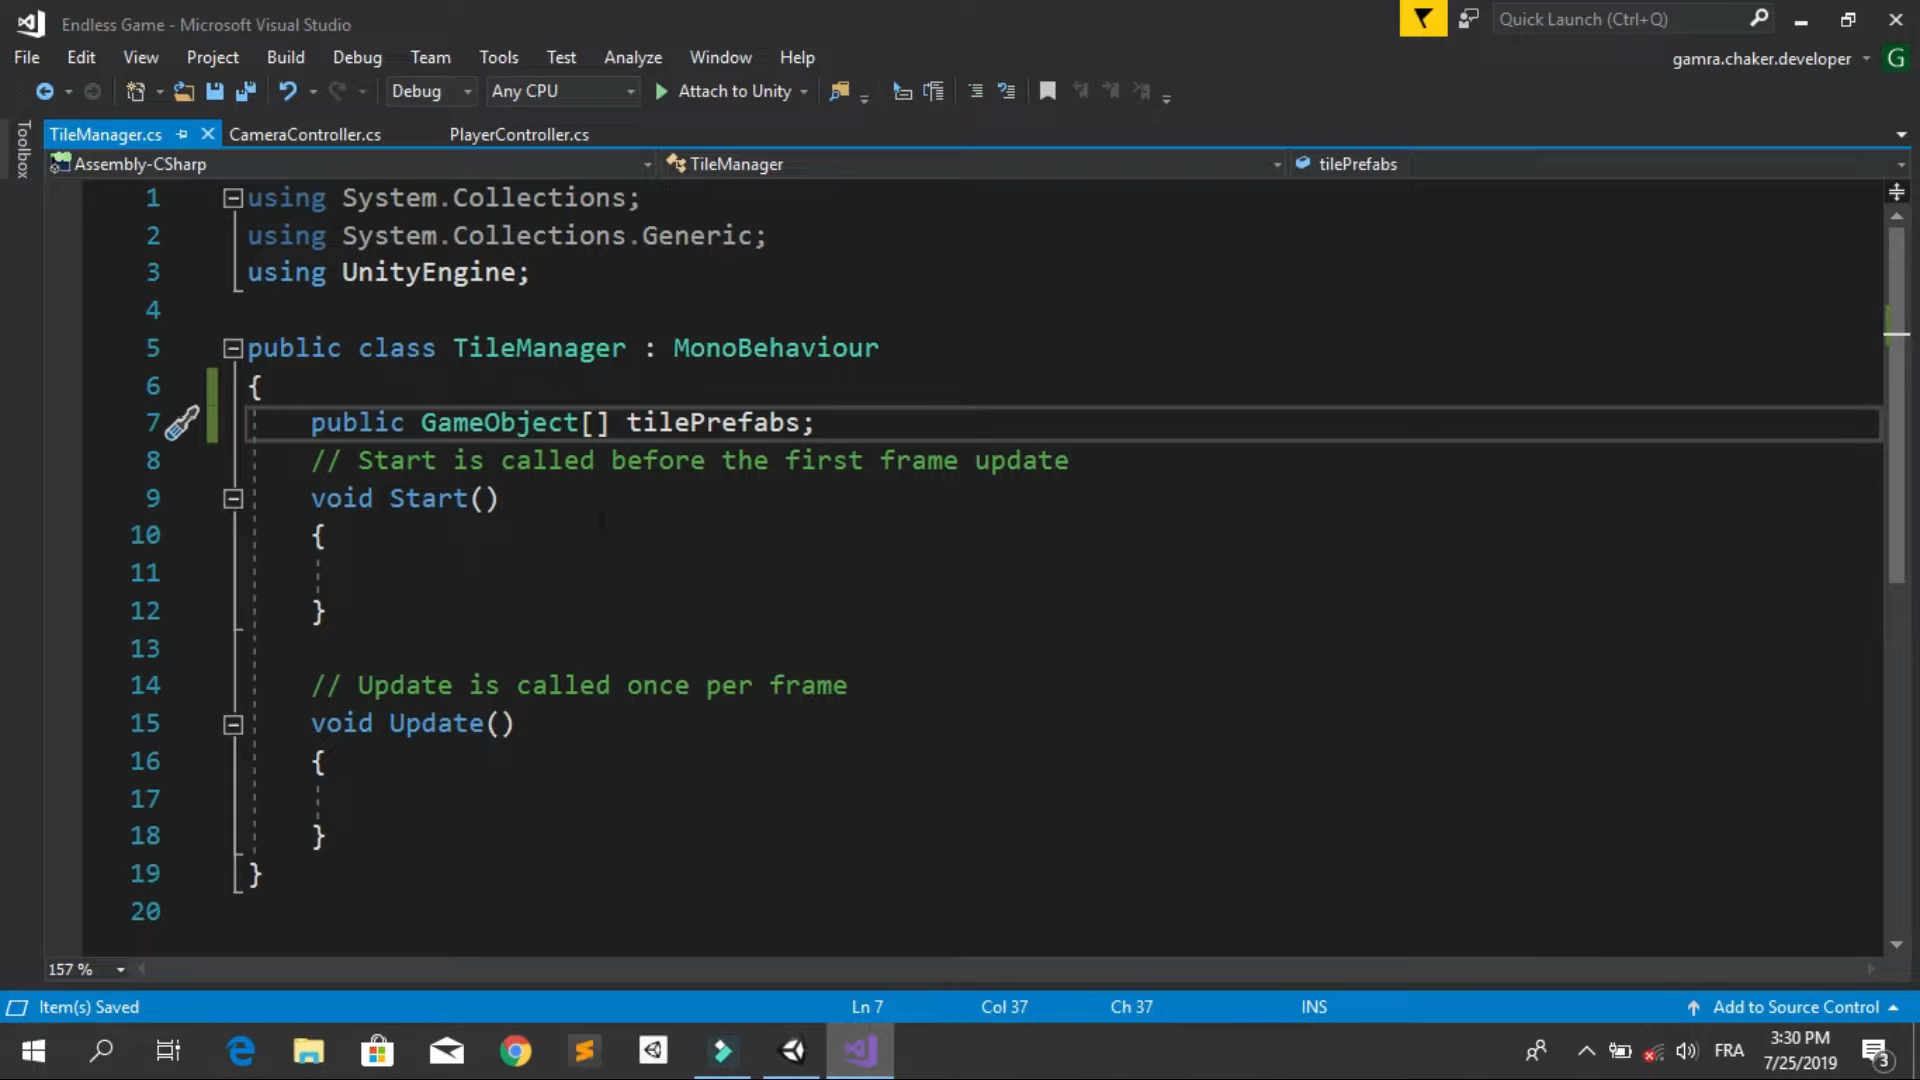 Endless Game - Microsoft Visual Studio
Quick Launch (Ctrl+Q)
File Edit View Project Build Debug Team Tools Test Analyze Window Help
gamra.chaker.developer G
Debug Any CPU Attach to Unity
Toolbox
TileManager.cs CameraController.cs PlayerController.cs
Assembly-CSharp TileManager tilePrefabs
1 using System.Collections;
2 using System.Collections.Generic;
3 using UnityEngine;
4
5 public class TileManager : MonoBehaviour
6 {
7 public GameObject[] tilePrefabs;
8 // Start is called before the first frame update
9 void Start()
10 {
11
12 }
13
14 // Update is called once per frame
15 void Update()
16 {
17
18 }
19 }
20
157 %
Item(s) Saved Ln 7 Col 37 Ch 37 INS Add to Source Control
FRA 3:30 PM 3
7/25/2019